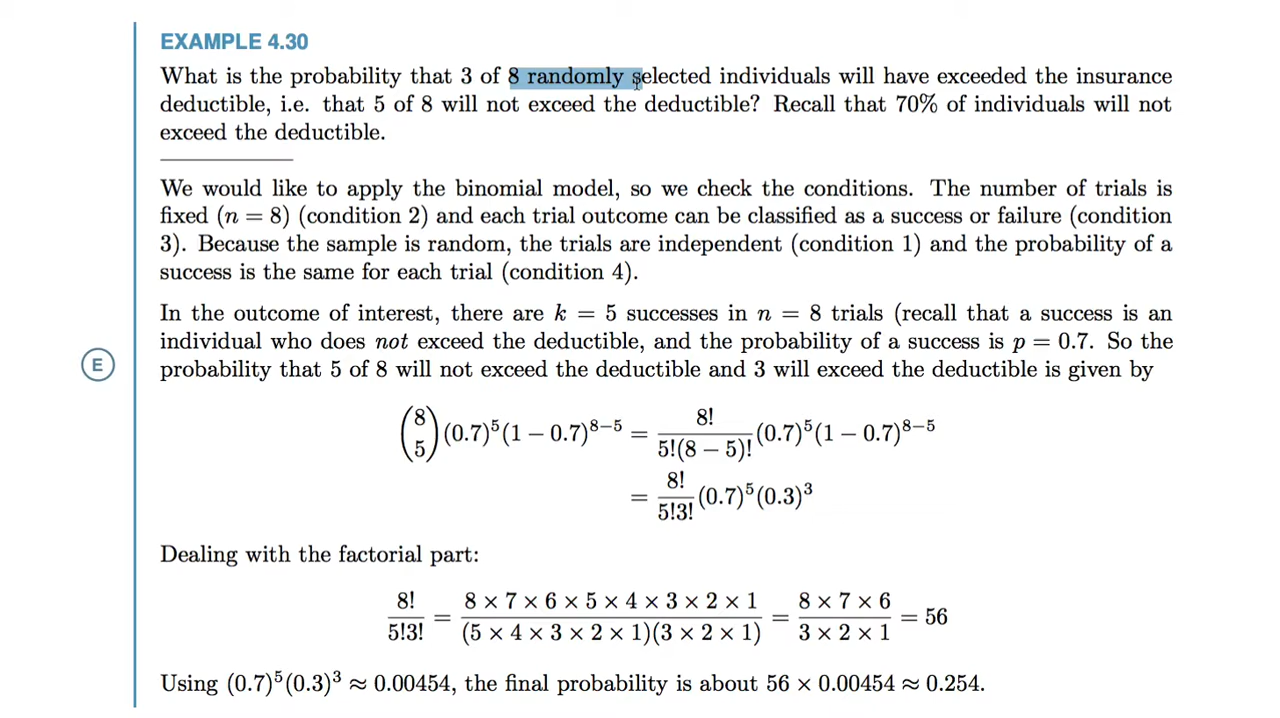 EXAMPLE 4.30
What is the probability that 3 of 8 randomly selected individuals will have exceeded the insurance
deductible, i.e. that 5 of 8 will not exceed the deductible? Recall that 70% of individuals will not
exceed the deductible.
We would like to apply the binomial model, so we check the conditions. The number of trials is
fixed (n = 8) (condition 2) and each trial outcome can be classified as a success or failure (condition
3). Because the sample is random, the trials are independent (condition 1) and the probability of a
success is the same for each trial (condition 4).
In the outcome of interest, there are k = 5 successes in n = 8 trials (recall that a success is an
individual who does not exceed the deductible, and the probability of a success is p = 0.7. So the
E
probability that 5 of 8 will not exceed the deductible and 3 will exceed the deductible is given by
(8 5)(0.7)⁵(1 − 0.7)⁸⁻⁵ = 8!/5!(8 − 5)! (0.7)⁵(1 − 0.7)⁸⁻⁵
= 8!/5!3! (0.7)⁵(0.3)³
Dealing with the factorial part:
8!/5!3! = 8 × 7 × 6 × 5 × 4 × 3 × 2 × 1/(5 × 4 × 3 × 2 × 1)(3 × 2 × 1) = 8 × 7 × 6/3 × 2 × 1 = 56
Using (0.7)⁵(0.3)³ ≈ 0.00454, the final probability is about 56 × 0.00454 ≈ 0.254.